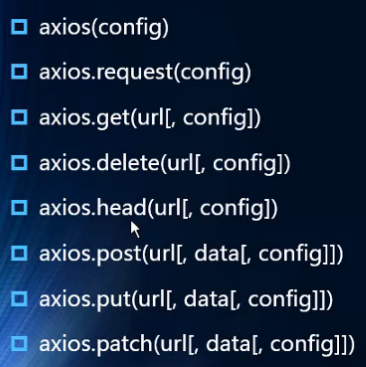 axios(config)
axios.request(config)
axios.get(url[, config])
axios.delete(url[, config])
axios.head(url[, config])
axios.post(url[, data[, config]])
axios.put(url[, data[, config]])
axios.patch(url[, data[, config]])